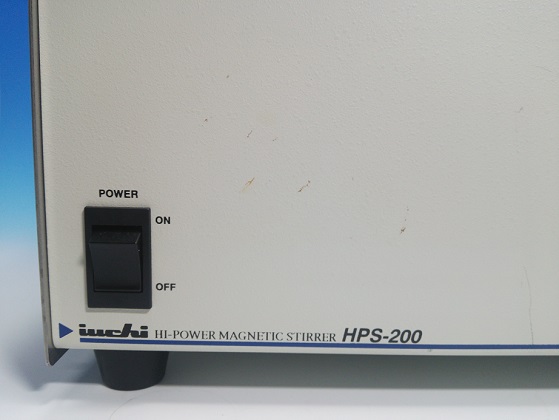 POWER
ON
OFF
iuchi HI-POWER MAGNETIC STIRRER HPS-200